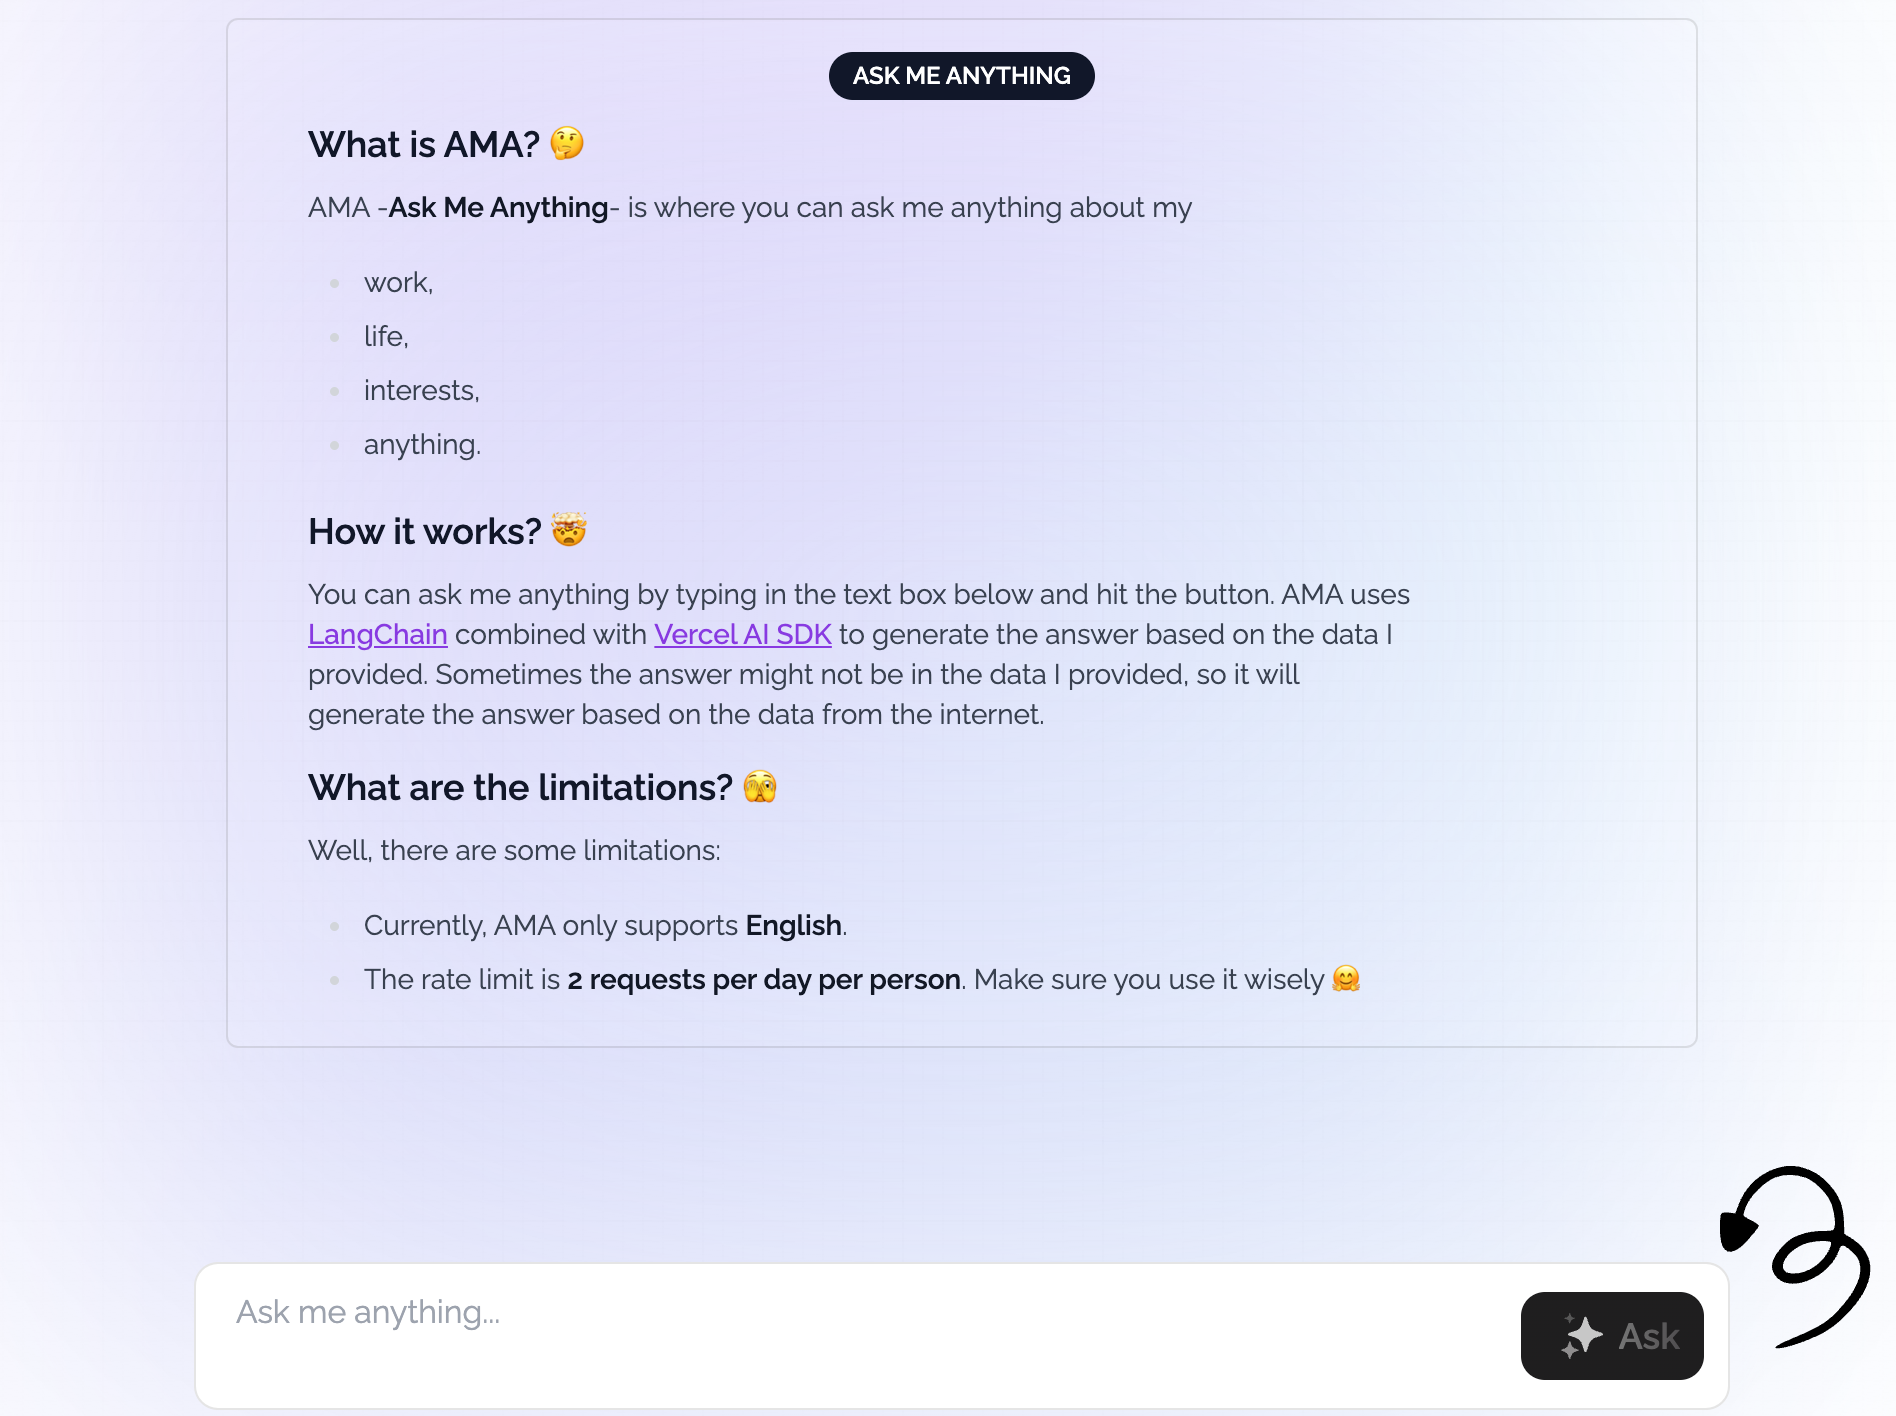 ASK ME ANYTHING
What is AMA? 🤔
AMA -Ask Me Anything- is where you can ask me anything about my
work,
life,
interests,
anything.
How it works? 🤯
You can ask me anything by typing in the text box below and hit the button. AMA uses
LangChain combined with Vercel AI SDK to generate the answer based on the data I
provided. Sometimes the answer might not be in the data I provided, so it will
generate the answer based on the data from the internet.
What are the limitations? 🫣
Well, there are some limitations:
Currently, AMA only supports English.
The rate limit is 2 requests per day per person. Make sure you use it wisely 🤗
Ask me anything...
Ask